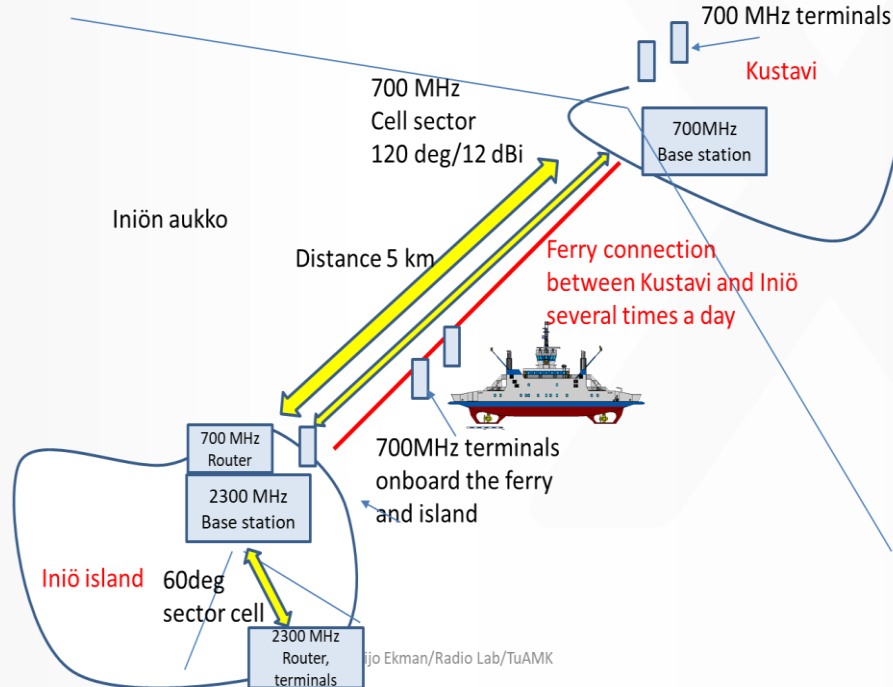 700 MHz terminals
Kustavi
700 MHz
Cell sector
120 deg/12 dBi
700MHz
Base station
Iniön aukko
Distance 5 km
Ferry connection
between Kustavi and Iniö
several times a day
700 MHz
Router
700MHz terminals
onboard the ferry
and island
2300 MHz
Base station
Iniö island
60deg
sector cell
2300 MHz
Router,
terminals
ijo Ekman/Radio Lab/TuAMK